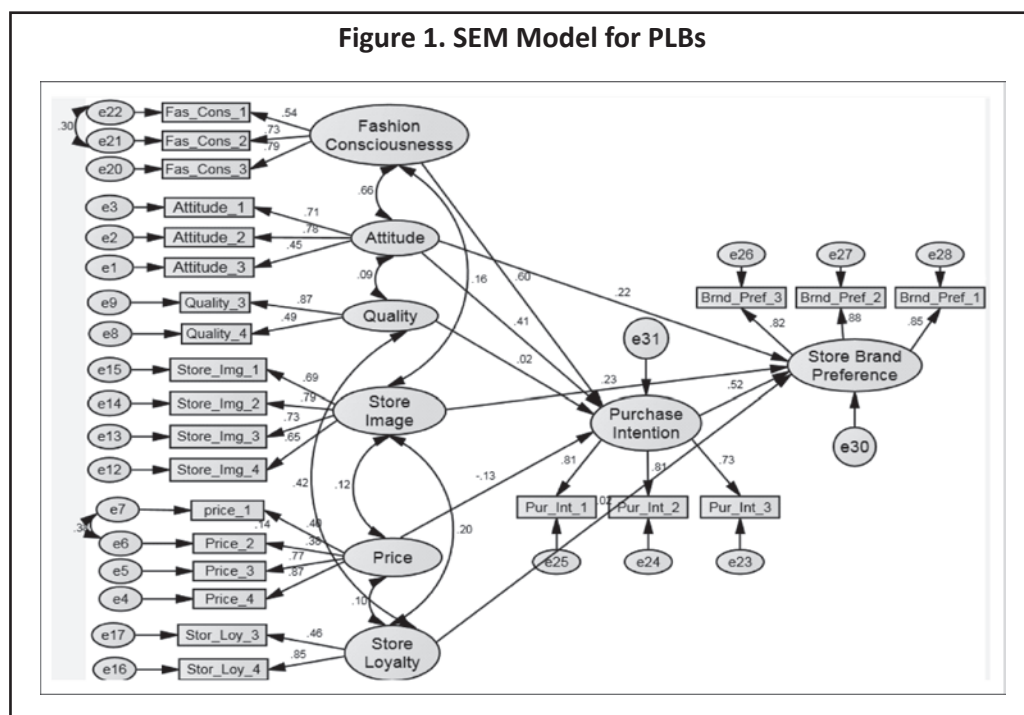 Figure 1. SEM Model for PLBs
e22
Fas_Cons_1
.54
.30
e21
Fas_Cons_2
.73
e20
Fas_Cons_3
.79
Fashion
Consciousnesss
.66
e3
Attitude_1
.71
e2
Attitude_2
.78
e1
Attitude_3
.45
Attitude
.09
.16
.60
.22
e9
Quality_3
.87
e8
Quality_4
.49
Quality
.41
.02
e26
e27
e28
Brnd_Pref_3
Brnd_Pref_2
Brnd_Pref_1
.82
.88
.85
Store Brand
Preference
e30
e15
Store_Img_1
.69
e14
Store_Img_2
.79
e13
Store_Img_3
.73
e12
Store_Img_4
.65
Store
Image
.23
.52
e31
Purchase
Intention
.42
.12
-.13
.20
.81
.81
.73
.02
Pur_Int_1
Pur_Int_2
Pur_Int_3
e25
e24
e23
e7
price_1
.40
.14
e6
Price_2
e5
Price_3
.77
e4
Price_4
.87
Price
.10
e17
Stor_Loy_3
.46
e16
Stor_Loy_4
.85
Store
Loyalty